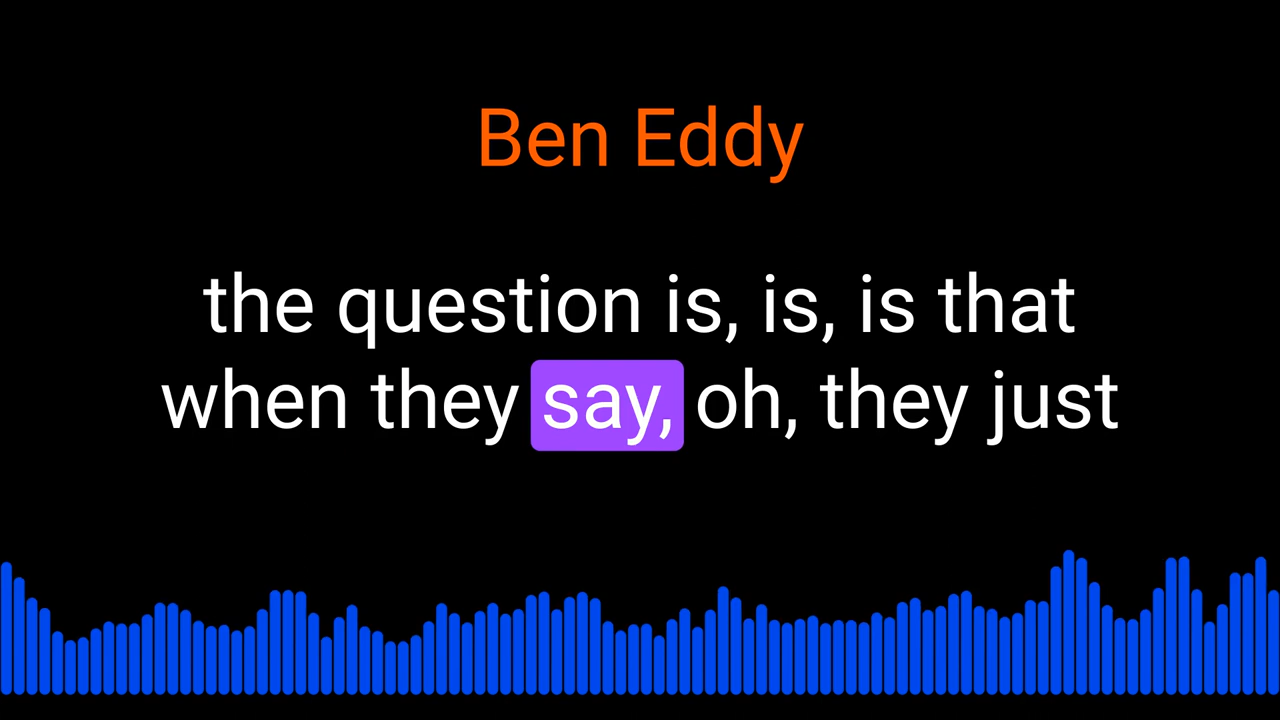 Ben Eddy
the question is, is, is that
when they say, oh, they just